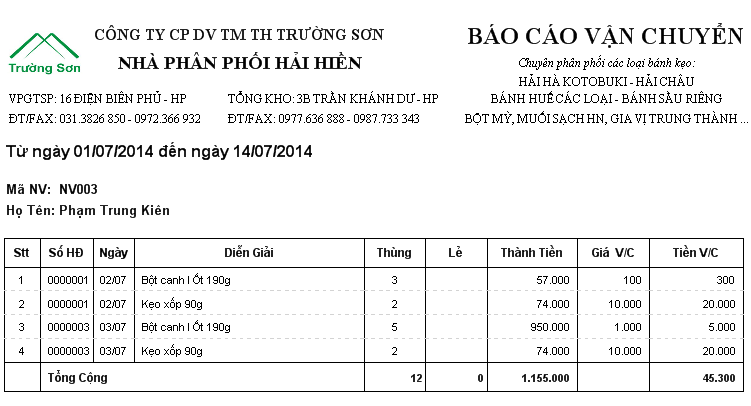 CÔNG TY CP DV TM TH TRƯỜNG SƠN
NHÀ PHÂN PHỐI HẢI HIỀN
Trường Sơn
VPGTSP: 16 ĐIỆN BIÊN PHỦ - HP TỔNG KHO: 3B TRẦN KHÁNH DƯ - HP
ĐT/FAX: 031.3826 850 - 0972.366 932 ĐT/FAX: 0977.636 888 - 0987.733 343
BÁO CÁO VẬN CHUYỂN
Chuyên phân phối các loại bánh kẹo:
HẢI HÀ KOTOBUKI - HẢI CHÂU
BÁNH HUẾ CÁC LOẠI - BÁNH SẦU RIÊNG
BỘT MỲ, MUỐI SẠCH HN, GIA VỊ TRUNG THÀNH ...
Từ ngày 01/07/2014 đến ngày 14/07/2014
Mã NV: NV003
Họ Tên: Phạm Trung Kiên
Stt Số HĐ Ngày Diễn Giải Thùng Lẻ Thành Tiền Giá V/C Tiền V/C
1 0000001 02/07 Bột canh I Ốt 190g 3 57.000 100 300
2 0000001 02/07 Kẹo xốp 90g 2 74.000 10.000 20.000
3 0000003 03/07 Bột canh I Ốt 190g 5 950.000 1.000 5.000
4 0000003 03/07 Kẹo xốp 90g 2 74.000 10.000 20.000
Tổng Cộng 12 0 1.155.000 45.300